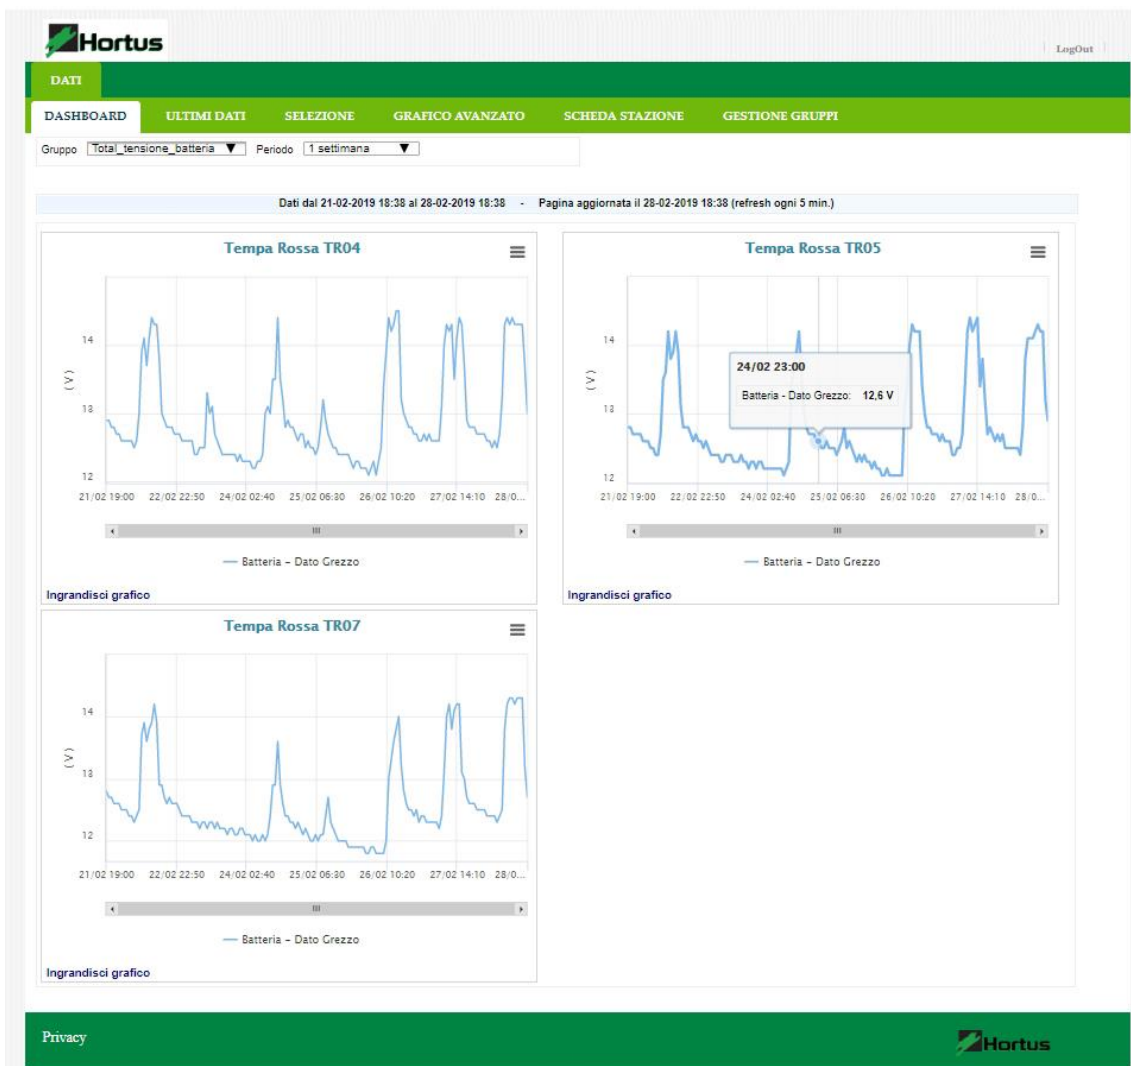 Hortus
LogOut
DATI
DASHBOARD ULTIMI DATI SELEZIONE GRAFICO AVANZATO SCHEDA STAZIONE GESTIONE GRUPPI
Gruppo Total_tensione_batteria ▼ Periodo 1 settimana ▼
Dati dal 21-02-2019 18:38 al 28-02-2019 18:38 - Pagina aggiornata il 28-02-2019 18:38 (refresh ogni 5 min.)
Tempa Rossa TR04
14
(V)
13
12
21/02 19:00 22/02 22:50 24/02 02:40 25/02 06:30 26/02 10:20 27/02 14:10 28/0...
Batteria - Dato Grezzo
Ingrandisci grafico
Tempa Rossa TR05
14
(V)
13
12
24/02 23:00
Batteria - Dato Grezzo: 12,6 V
21/02 19:00 22/02 22:50 24/02 02:40 25/02 06:30 26/02 10:20 27/02 14:10 28/0...
Batteria - Dato Grezzo
Ingrandisci grafico
Tempa Rossa TR07
14
(V)
13
12
21/02 19:00 22/02 22:50 24/02 02:40 25/02 06:30 26/02 10:20 27/02 14:10 28/0...
Batteria - Dato Grezzo
Ingrandisci grafico
Privacy
Hortus